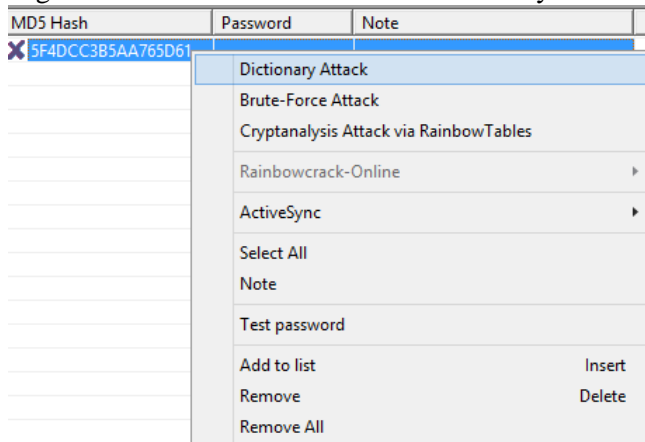 MD5 Hash Password Note
5F4DCC3B5AA765D61
Dictionary Attack
Brute-Force Attack
Cryptanalysis Attack via RainbowTables
Rainbowcrack-Online
ActiveSync
Select All
Note
Test password
Add to list Insert
Remove Delete
Remove All